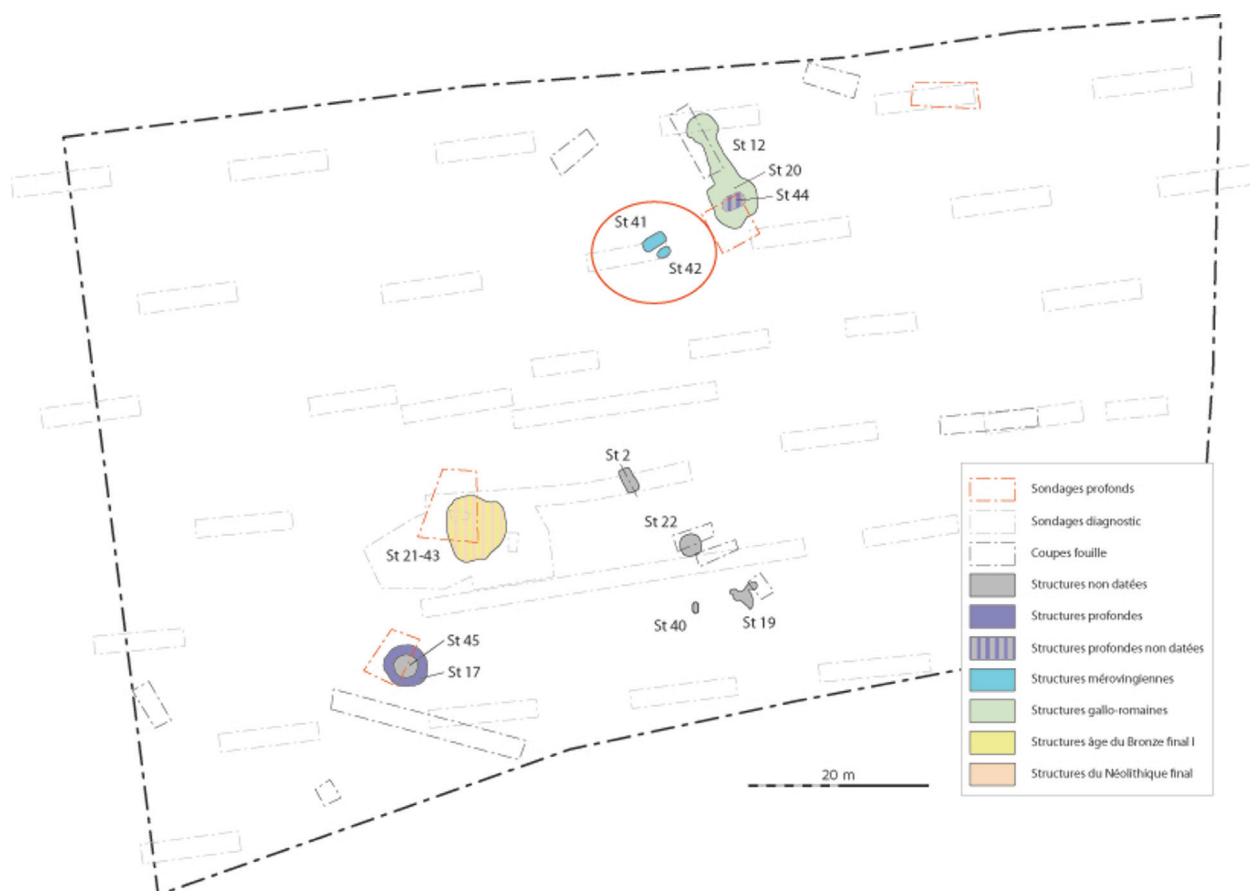 St 12
St 20
St 44
St 41
St 42
St 2
St 22
St 21-43
St 40
St 19
St 45
St 17
20 m
Sondages profonds
Sondages diagnostic
Coupes fouille
Structures non datées
Structures profondes
Structures profondes non datées
Structures mérovingiennes
Structures gallo-romaines
Structures âge du Bronze final I
Structures du Néolithique final